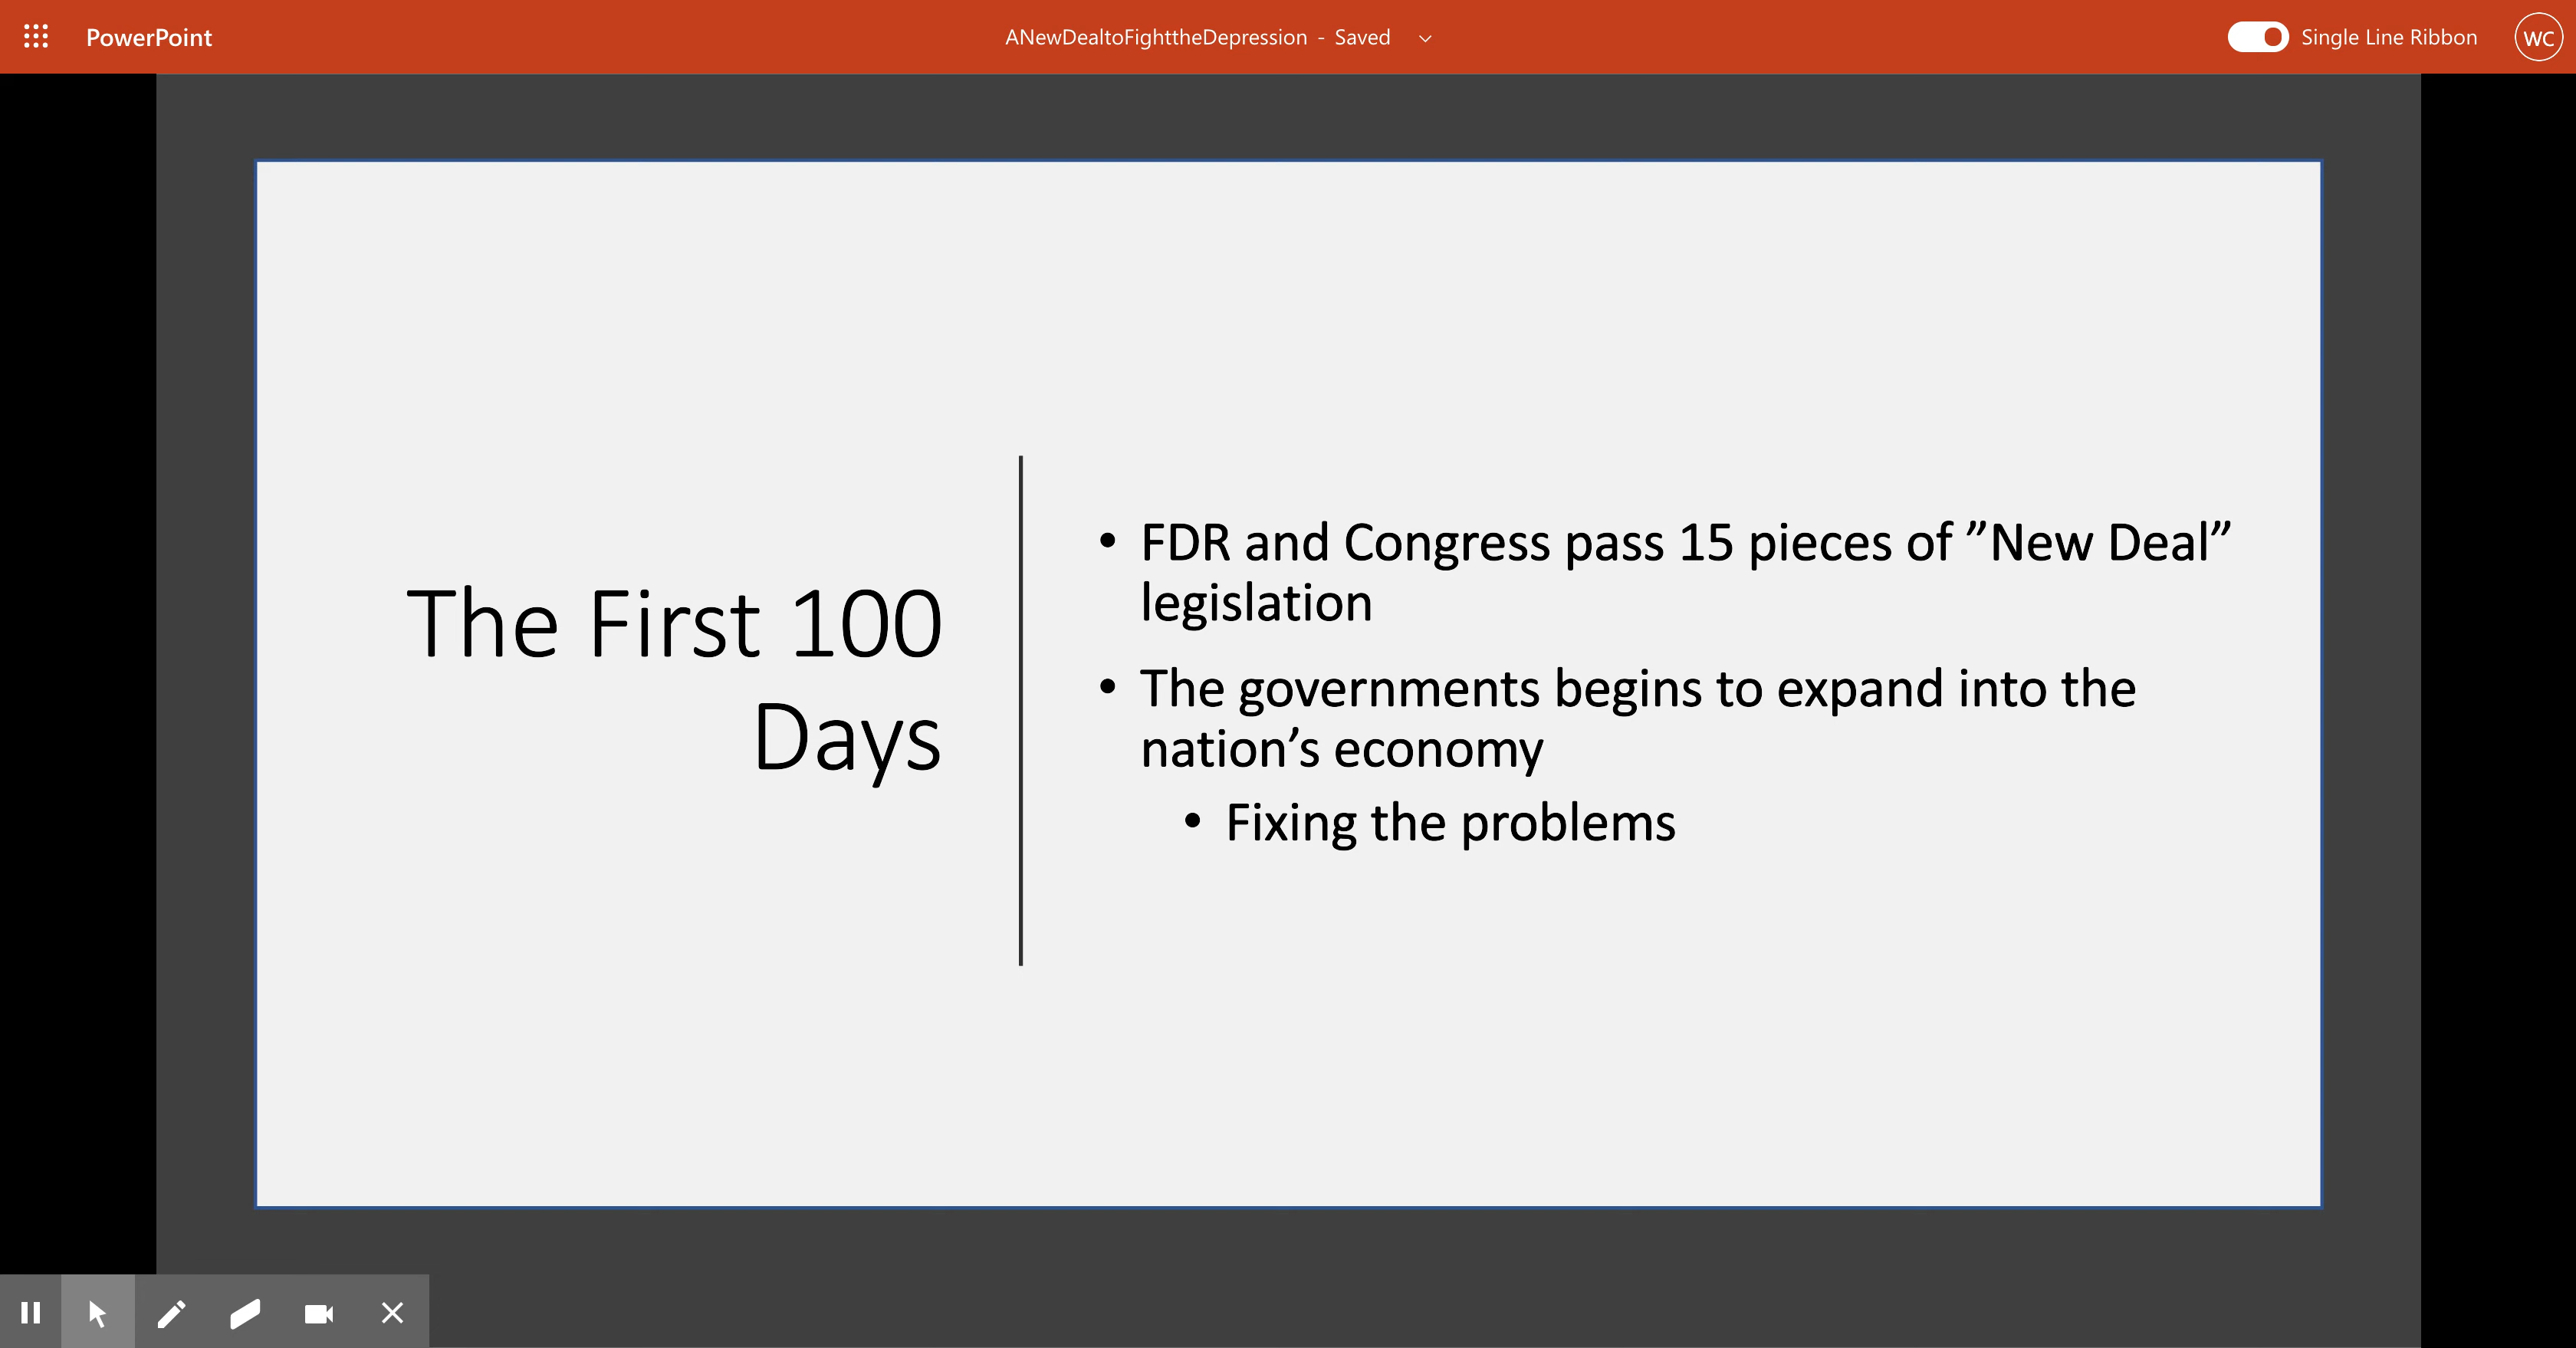 PowerPoint
ANewDealtoFighttheDepression - Saved
Single Line Ribbon
WC
The First 100
Days
• FDR and Congress pass 15 pieces of ”New Deal”
legislation
• The governments begins to expand into the
nation’s economy
• Fixing the problems